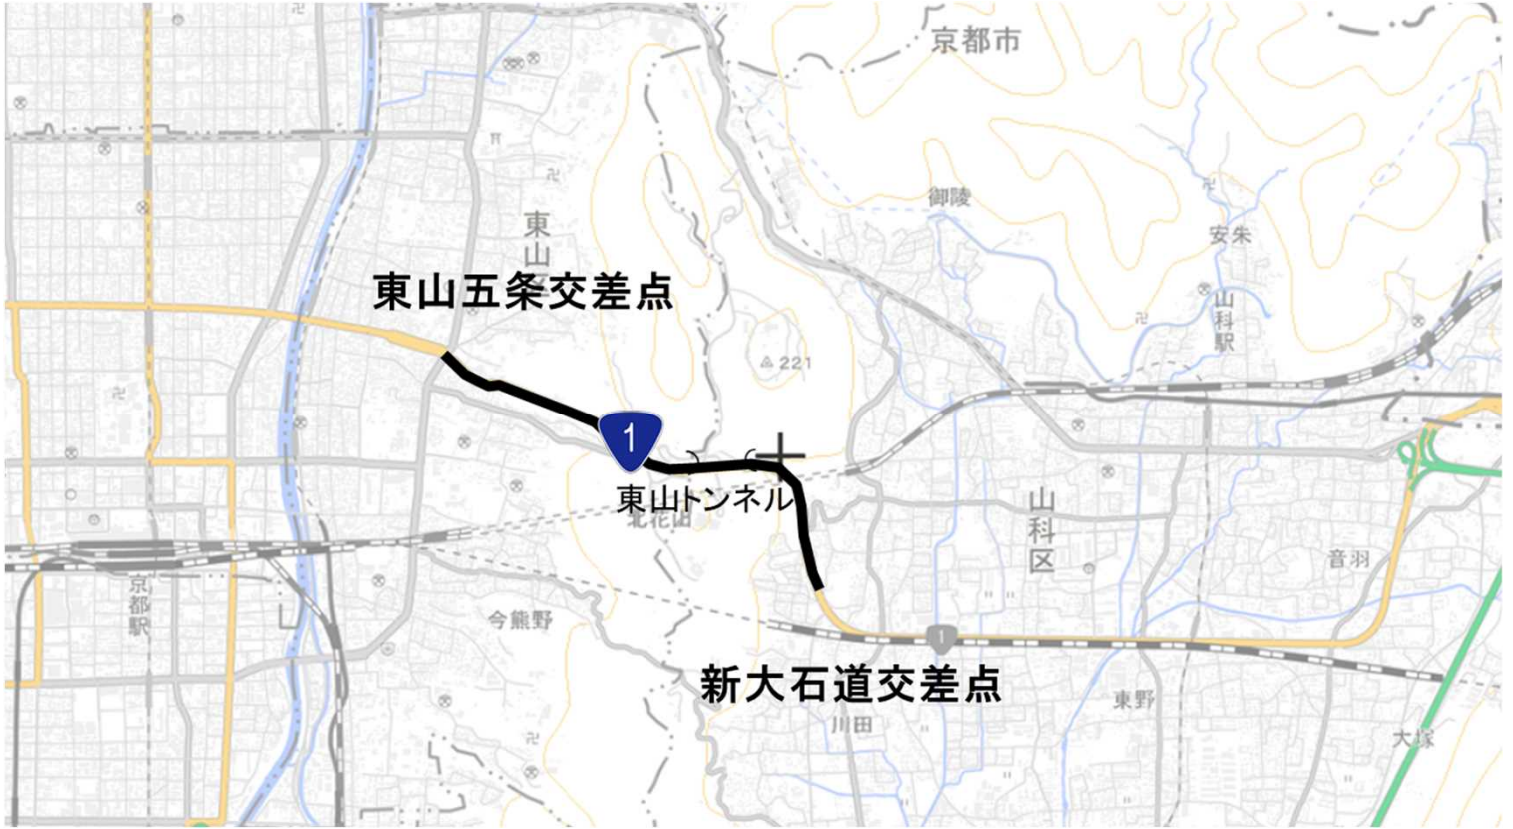 京都市
御陵
東山区
安朱
東山五条交差点
山科駅
221
1
東山トンネル
北花山
山科区
音羽
京都駅
今熊野
1
新大石道交差点
東野
川田
大塚